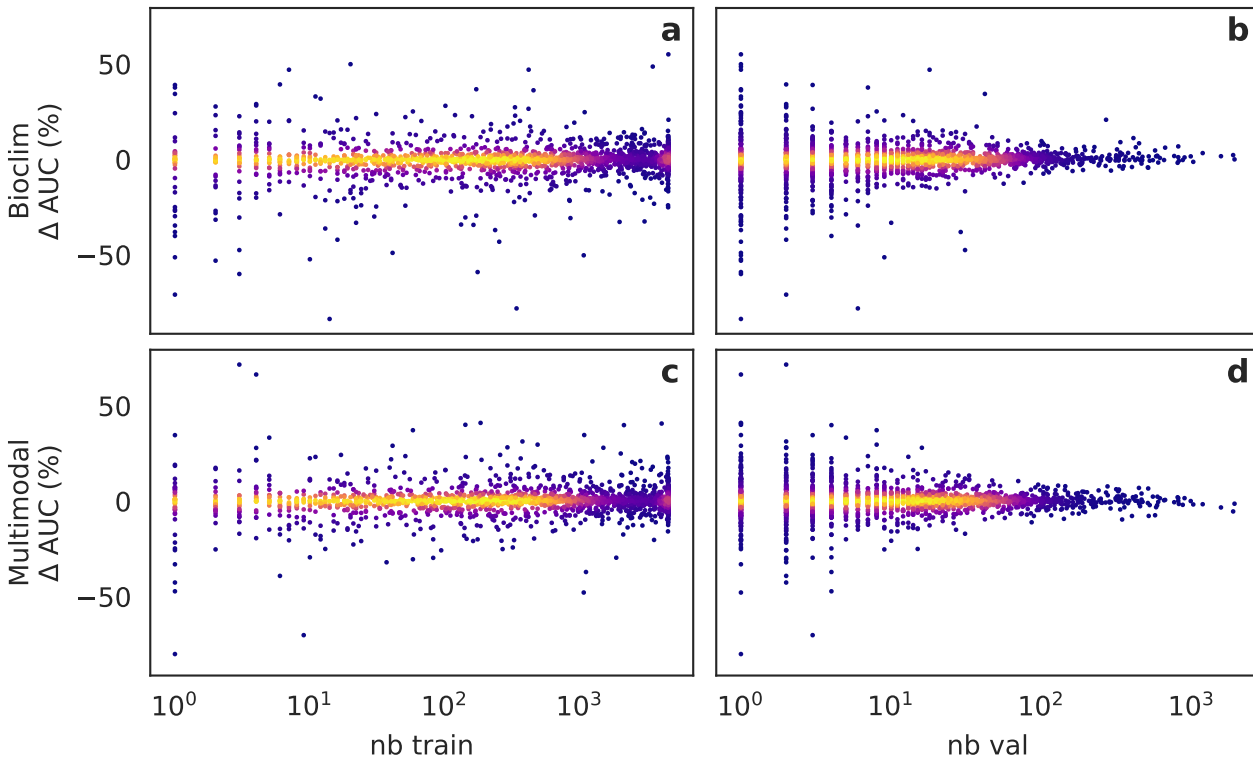 a
b
Bioclim
Δ AUC (%)
50
0
−50
c
d
Multimodal
Δ AUC (%)
50
0
−50
10⁰
10¹
10²
10³
10⁰
10¹
10²
10³
nb train
nb val